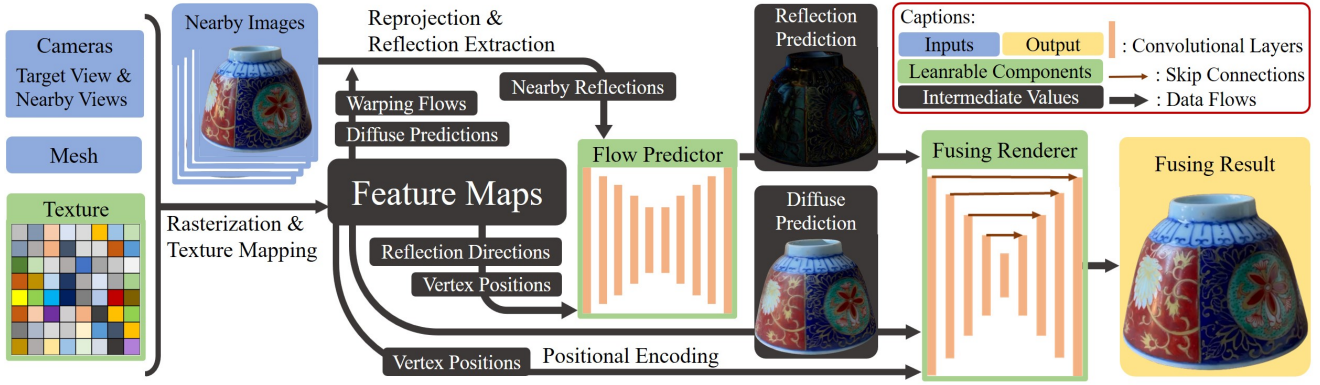 Cameras
Target View &
Nearby Views
Mesh
Texture
Nearby Images
Rasterization &
Texture Mapping
Reprojection &
Reflection Extraction
Warping Flows
Diffuse Predictions
Feature Maps
Reflection Directions
Vertex Positions
Vertex Positions
Positional Encoding
Nearby Reflections
Flow Predictor
Reflection
Prediction
Diffuse
Prediction
Captions:
Inputs
Output
Leanrable Components
Intermediate Values
: Convolutional Layers
: Skip Connections
: Data Flows
Fusing Renderer
Fusing Result